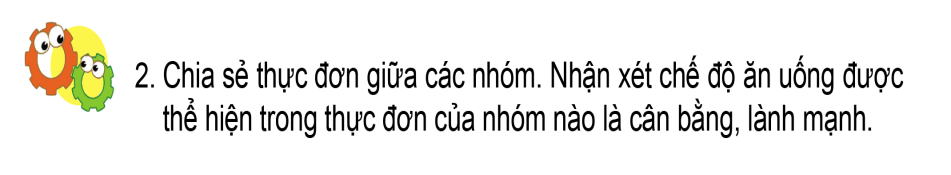 2. Chia sẻ thực đơn giữa các nhóm. Nhận xét chế độ ăn uống được
thể hiện trong thực đơn của nhóm nào là cân bằng, lành mạnh.